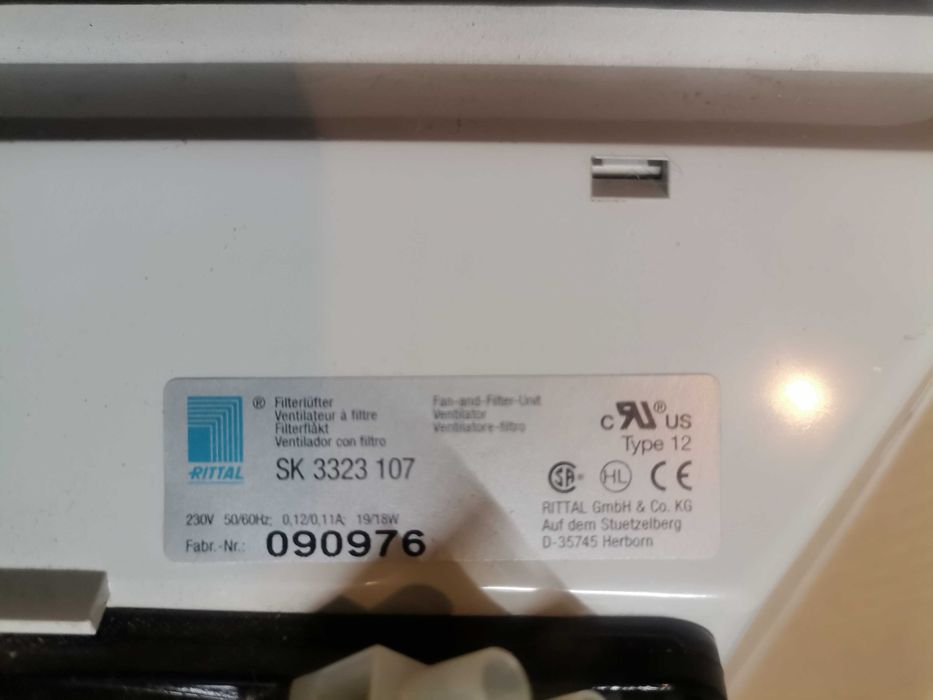 ® Filterlüfter
Ventilateur à filtre
Filterfläkt
Ventilador con filtro
Fan-and-Filter-Unit
Ventilator
Ventilatore-filtro
RITTAL
SK 3323 107
230V 50/60Hz; 0,12/0,11A; 19/18W
Fabr.-Nr.: 090976
c RU® US
Type 12
SA HL CE
RITTAL GmbH & Co. KG
Auf dem Stuetzelberg
D-35745 Herborn